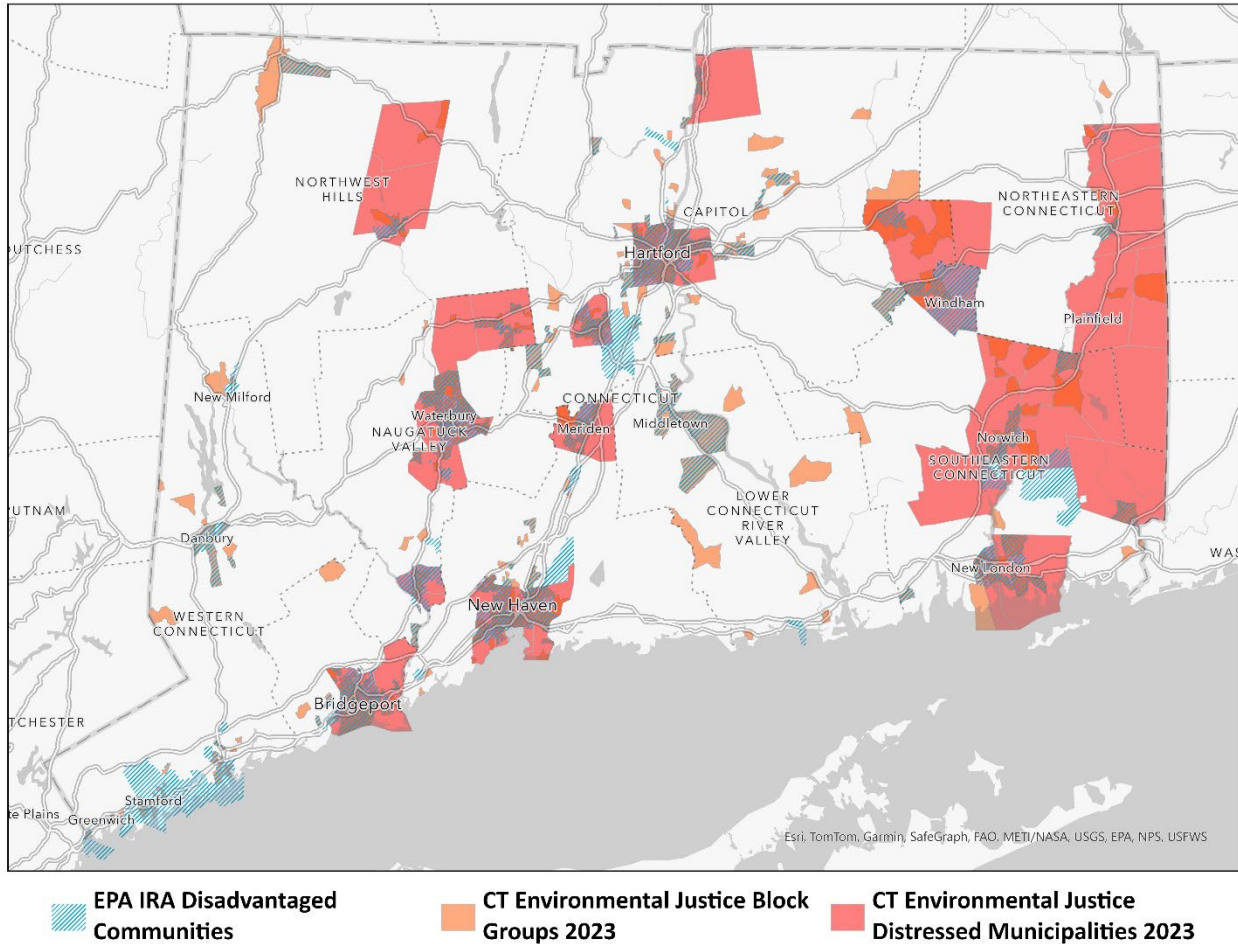 NORTHWEST
HILLS
NORTHEASTERN
CONNECTICUT
CAPITOL
DUTCHESS
Hartford
Windham
Plainfield
New Milford
CONNECTICUT
Waterbury
Meriden
Middletown
NAUGATUCK
VALLEY
Norwich
SOUTHEASTERN
CONNECTICUT
LOWER
CONNECTICUT
RIVER
VALLEY
PUTNAM
Danbury
WAS
New London
New Haven
WESTERN
CONNECTICUT
Bridgeport
TCHESTER
Stamford
te Plains
Greenwich
Esri, TomTom, Garmin, SafeGraph, FAO, METI/NASA, USGS, EPA, NPS, USFWS
EPA IRA Disadvantaged
Communities
CT Environmental Justice Block
Groups 2023
CT Environmental Justice
Distressed Municipalities 2023